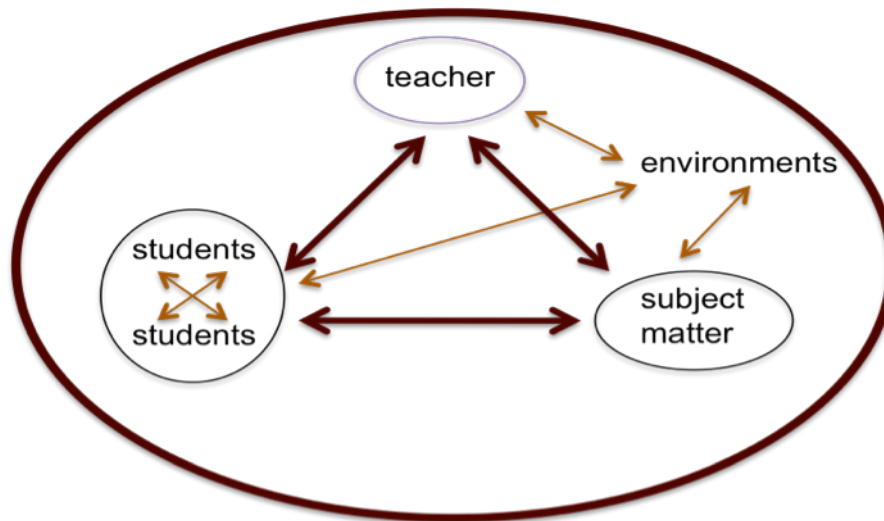 teacher
environments
students
students
subject
matter